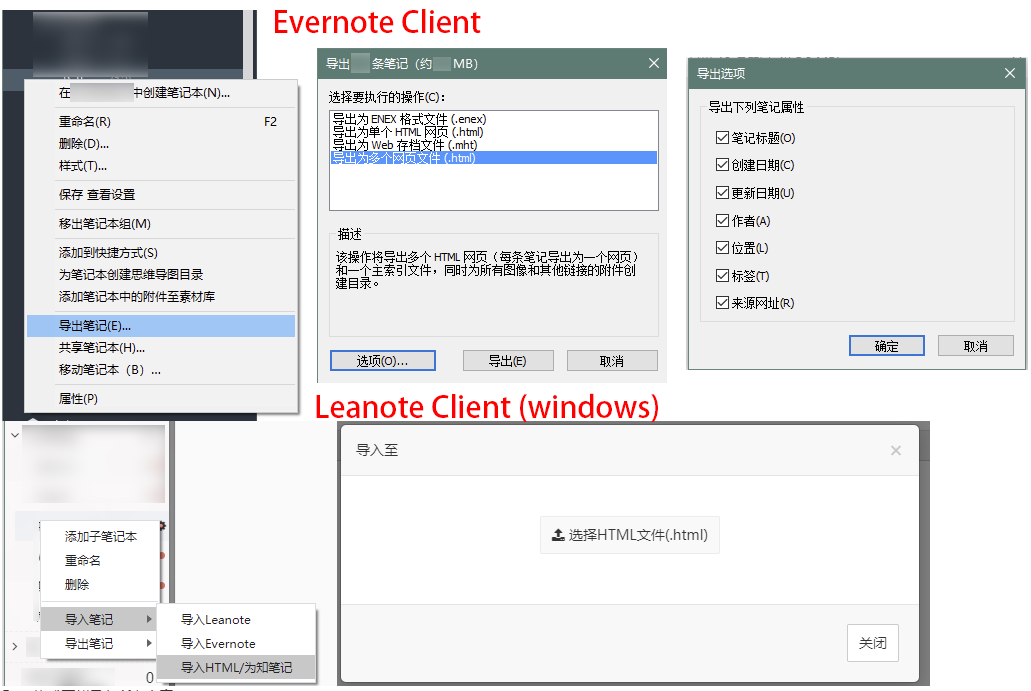 Evernote Client
在
中创建笔记本(N)...
重命名(R) F2
删除(D)...
样式(T)...
保存 查看设置
移出笔记本组(M)
添加到快捷方式(S)
为笔记本创建思维导图目录
添加笔记本中的附件至素材库
导出笔记(E)...
共享笔记本(H)...
移动笔记本（B）...
属性(P)
导出 条笔记（约 MB）
选择要执行的操作(C)：
导出为 ENEX 格式文件 (.enex)
导出为单个 HTML 网页 (.html)
导出为 Web 存档文件 (.mht)
导出为多个网页文件 (.html)
描述
该操作将导出多个 HTML 网页（每条笔记导出为一个网页）
和一个主索引文件，同时为所有图像和其他链接的附件创
建目录。
选项(O)... 导出(E) 取消
导出选项
导出下列笔记属性
笔记标题(O)
创建日期(C)
更新日期(U)
作者(A)
位置(L)
标签(T)
来源网址(R)
确定 取消
Leanote Client (windows)
添加子笔记本
重命名
删除
导入笔记
导出笔记
导入Leanote
导入Evernote
导入HTML/为知笔记
0
导入至
选择HTML文件(.html)
关闭